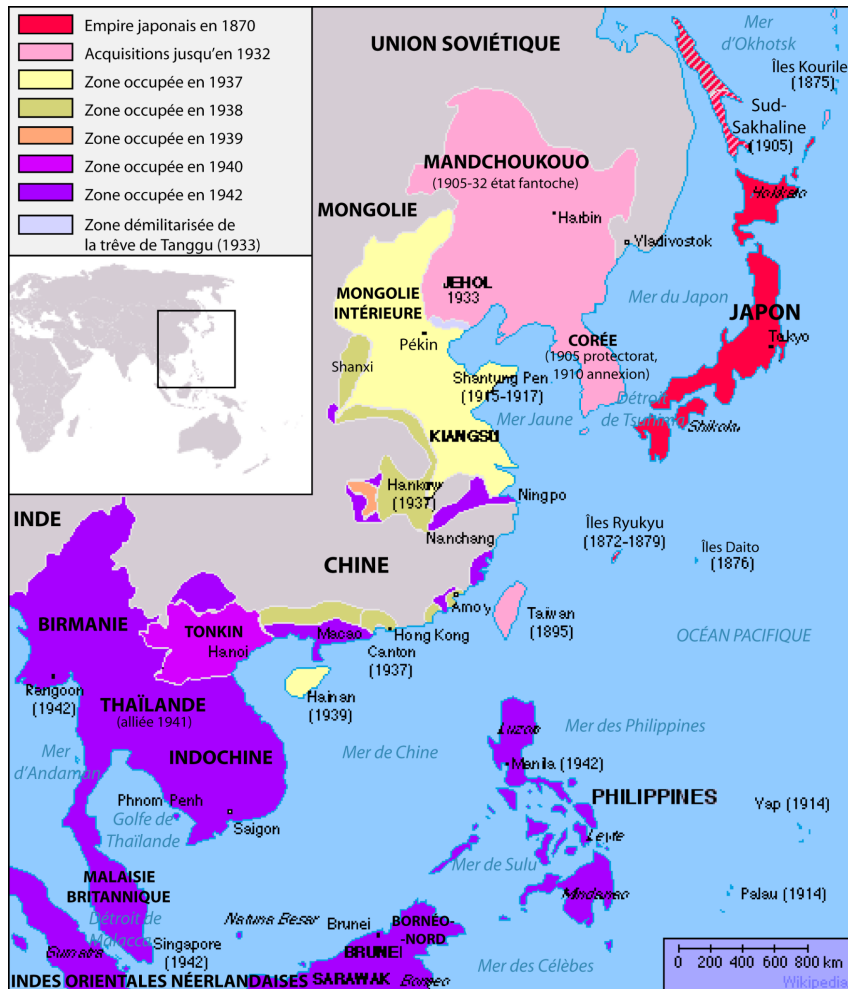 Empire japonais en 1870
Acquisitions jusqu'en 1932
Zone occupée en 1937
Zone occupée en 1938
Zone occupée en 1939
Zone occupée en 1940
Zone occupée en 1942
Zone démilitarisée de
la trêve de Tanggu (1933)
UNION SOVIÉTIQUE
Mer
d'Okhotsk
Îles Kourile
(1875)
Sud-
Sakhaline
(1905)
MANDCHOUKOUO
(1905-32 état fantoche)
Hokkaido
MONGOLIE
Harbin
Vladivostok
JEHOL
1933
MONGOLIE
INTÉRIEURE
Mer du Japon
JAPON
Tokyo
Pékin
CORÉE
(1905 protectorat,
1910 annexion)
Shanxi
Shantung Pen.
(1915-1917)
Mer Jaune
Détroit
de Tsushima
Shikoku
KIANGSU
Hankow
(1937)
Ningpo
INDE
Nanchang
Îles Ryukyu
(1872-1879)
Îles Daito
(1876)
CHINE
Amoy
Taiwan
(1895)
BIRMANIE
TONKIN
Hanoi
Macao
Hong Kong
Canton
(1937)
OCÉAN PACIFIQUE
Rangoon
(1942)
THAÏLANDE
(alliée 1941)
Hainan
(1939)
Luzon
Mer des Philippines
Mer
d'Andaman
INDOCHINE
Mer de Chine
Manila (1942)
PHILIPPINES
Yap (1914)
Phnom Penh
Golfe de
Thaïlande
Saigon
Leyte
Mer de Sulu
MALAISIE
BRITANNIQUE
Mindanao
Palau (1914)
Détroit de
Malacca
Natuna Besar
Brunei
BORNÉO-
-NORD
Sumatra
Singapore
(1942)
BRUNEI
Mer des Célèbes
INDES ORIENTALES NÉERLANDAISES
SARAWAK
Borneo
0 200 400 600 800 km
Wikipedia